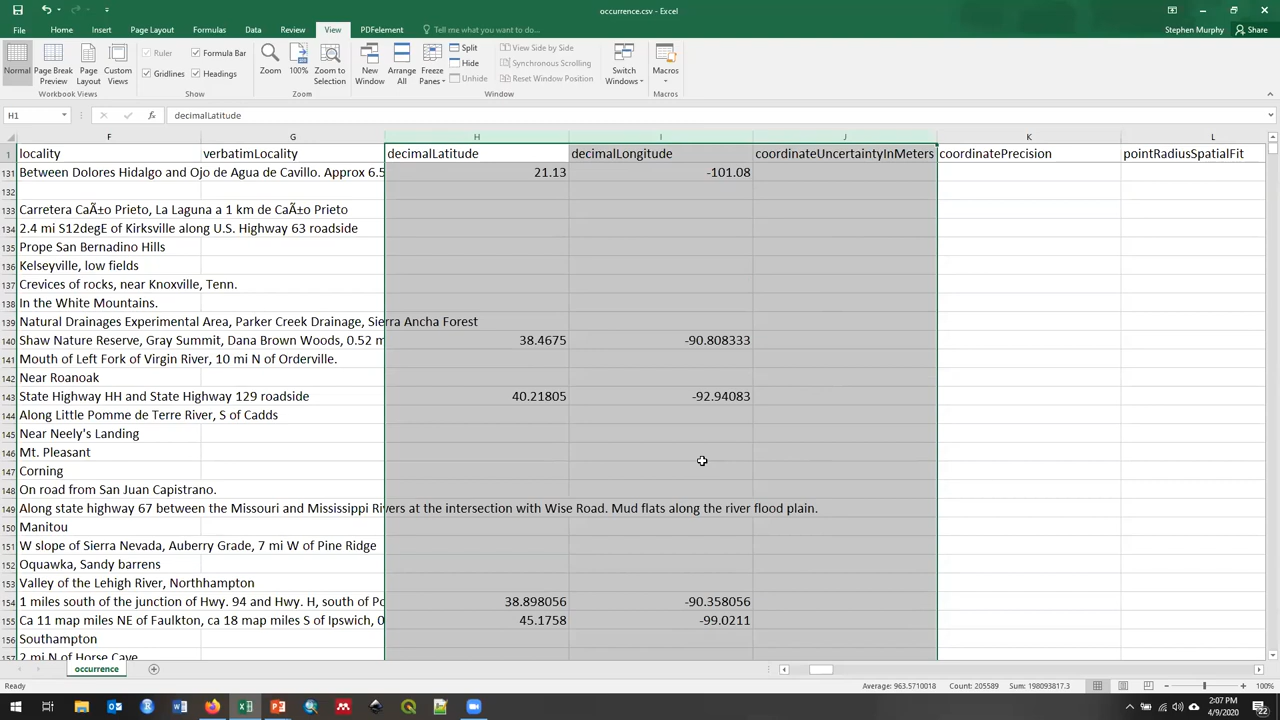 occurrence.csv - Excel
File Home Insert Page Layout Formulas Data Review View PDFelement Tell me what you want to do... Stephen Murphy Share
Normal Page Break Preview Page Layout Custom Views Ruler Formula Bar Gridlines Headings Zoom 100% Zoom to Selection New Window Arrange All Freeze Panes Split Hide Unhide View Side by Side Synchronous Scrolling Reset Window Position Switch Windows Macros
Workbook Views Show Zoom Window Macros
H1 fx decimalLatitude
F G H I J K L
1 locality verbatimLocality decimalLatitude decimalLongitude coordinateUncertaintyInMeters coordinatePrecision pointRadiusSpatialFit
131 Between Dolores Hidalgo and Ojo de Agua de Cavillo. Approx 6.5 21.13 -101.08
132
133 Carretera CaÃ±o Prieto, La Laguna a 1 km de CaÃ±o Prieto
134 2.4 mi S12degE of Kirksville along U.S. Highway 63 roadside
135 Prope San Bernadino Hills
136 Kelseyville, low fields
137 Crevices of rocks, near Knoxville, Tenn.
138 In the White Mountains.
139 Natural Drainages Experimental Area, Parker Creek Drainage, Sierra Ancha Forest
140 Shaw Nature Reserve, Gray Summit, Dana Brown Woods, 0.52 m 38.4675 -90.808333
141 Mouth of Left Fork of Virgin River, 10 mi N of Orderville.
142 Near Roanoak
143 State Highway HH and State Highway 129 roadside 40.21805 -92.94083
144 Along Little Pomme de Terre River, S of Cadds
145 Near Neely's Landing
146 Mt. Pleasant
147 Corning
148 On road from San Juan Capistrano.
149 Along state highway 67 between the Missouri and Mississippi Rivers at the intersection with Wise Road. Mud flats along the river flood plain.
150 Manitou
151 W slope of Sierra Nevada, Auberry Grade, 7 mi W of Pine Ridge
152 Oquawka, Sandy barrens
153 Valley of the Lehigh River, Northhampton
154 1 miles south of the junction of Hwy. 94 and Hwy. H, south of Po 38.898056 -90.358056
155 Ca 11 map miles NE of Faulkton, ca 18 map miles S of Ipswich, 0 45.1758 -99.0211
156 Southampton
157 2 mi N of Horse Cave
occurrence
Ready Average: 963.5710018 Count: 205589 Sum: 198093817.3 100%
2:07 PM
4/9/2020
22